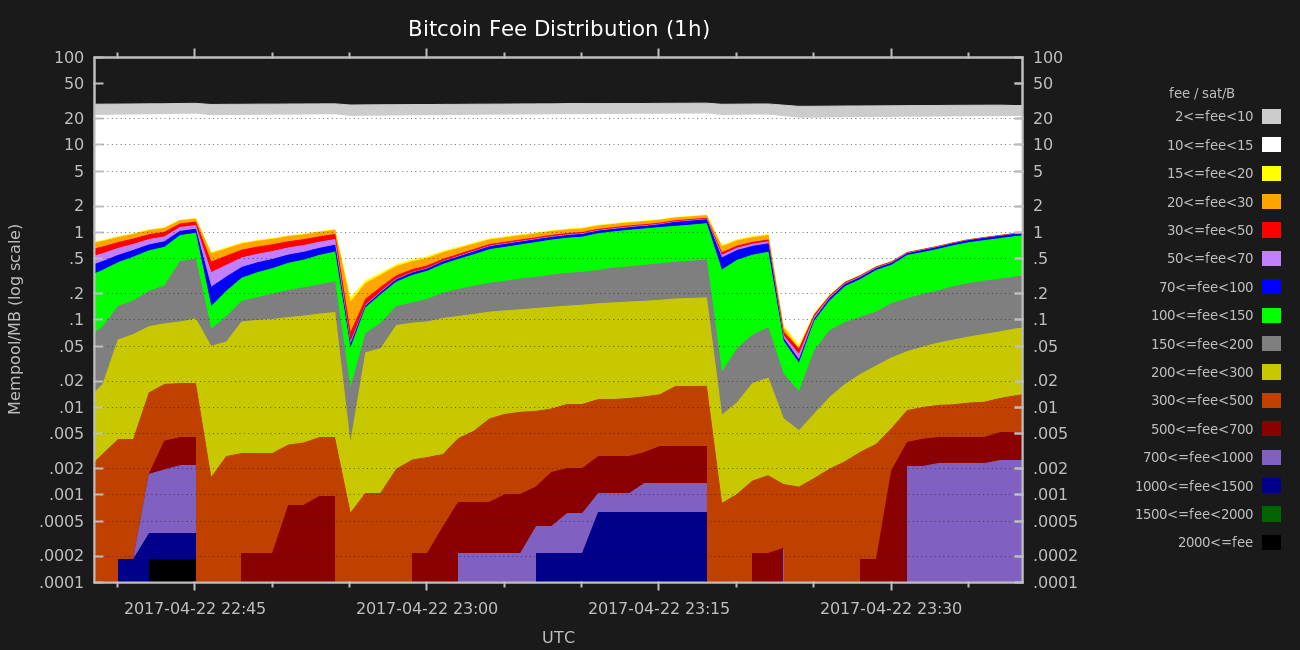 Bitcoin Fee Distribution (1h)
100
50
20
10
5
2
1
.5
.2
.1
.05
.02
.01
.005
.002
.001
.0005
.0002
.0001
Mempool/MB (log scale)
100
50
20
10
5
2
1
.5
.2
.1
.05
.02
.01
.005
.002
.001
.0005
.0002
.0001
2017-04-22 22:45
2017-04-22 23:00
2017-04-22 23:15
2017-04-22 23:30
UTC
fee / sat/B
2<=fee<10
10<=fee<15
15<=fee<20
20<=fee<30
30<=fee<50
50<=fee<70
70<=fee<100
100<=fee<150
150<=fee<200
200<=fee<300
300<=fee<500
500<=fee<700
700<=fee<1000
1000<=fee<1500
1500<=fee<2000
2000<=fee